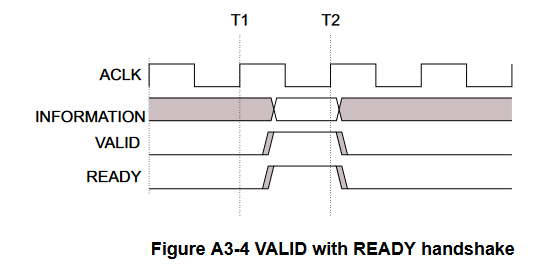 T1 T2
ACLK
INFORMATION
VALID
READY
Figure A3-4 VALID with READY handshake